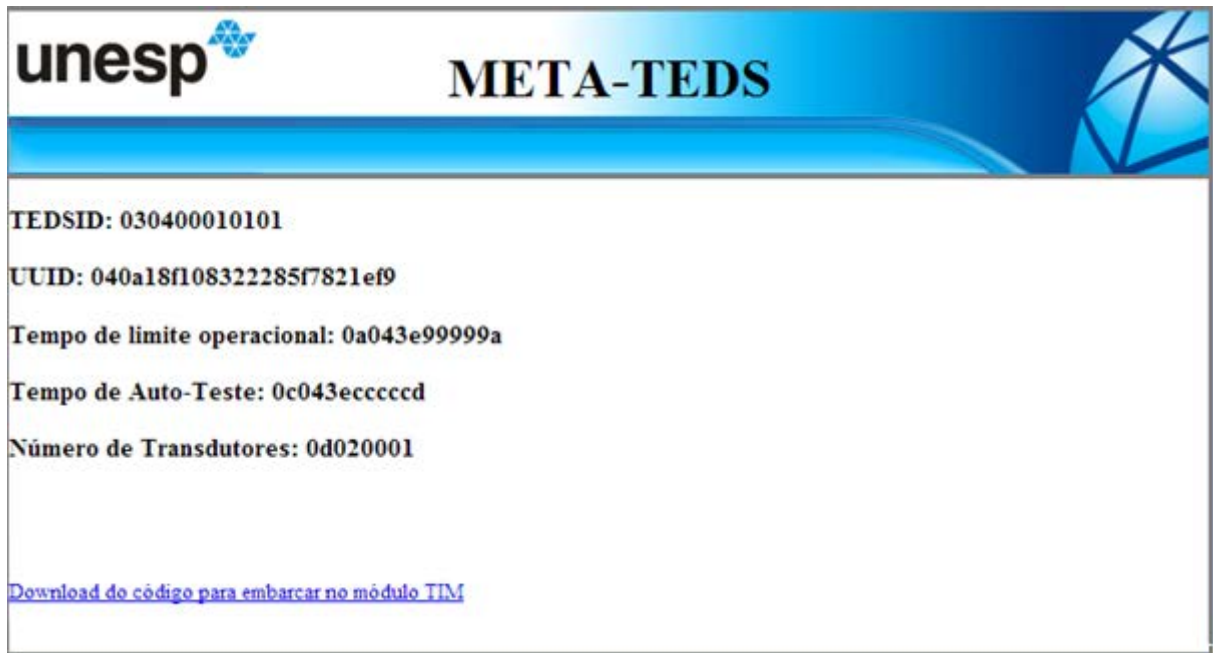 unesp
META-TEDS
TEDSID: 030400010101
UUID: 040a18f108322285f7821ef9
Tempo de limite operacional: 0a043e99999a
Tempo de Auto-Teste: 0c043ecccccd
Número de Transdutores: 0d020001
Download do código para embarcar no módulo TIM